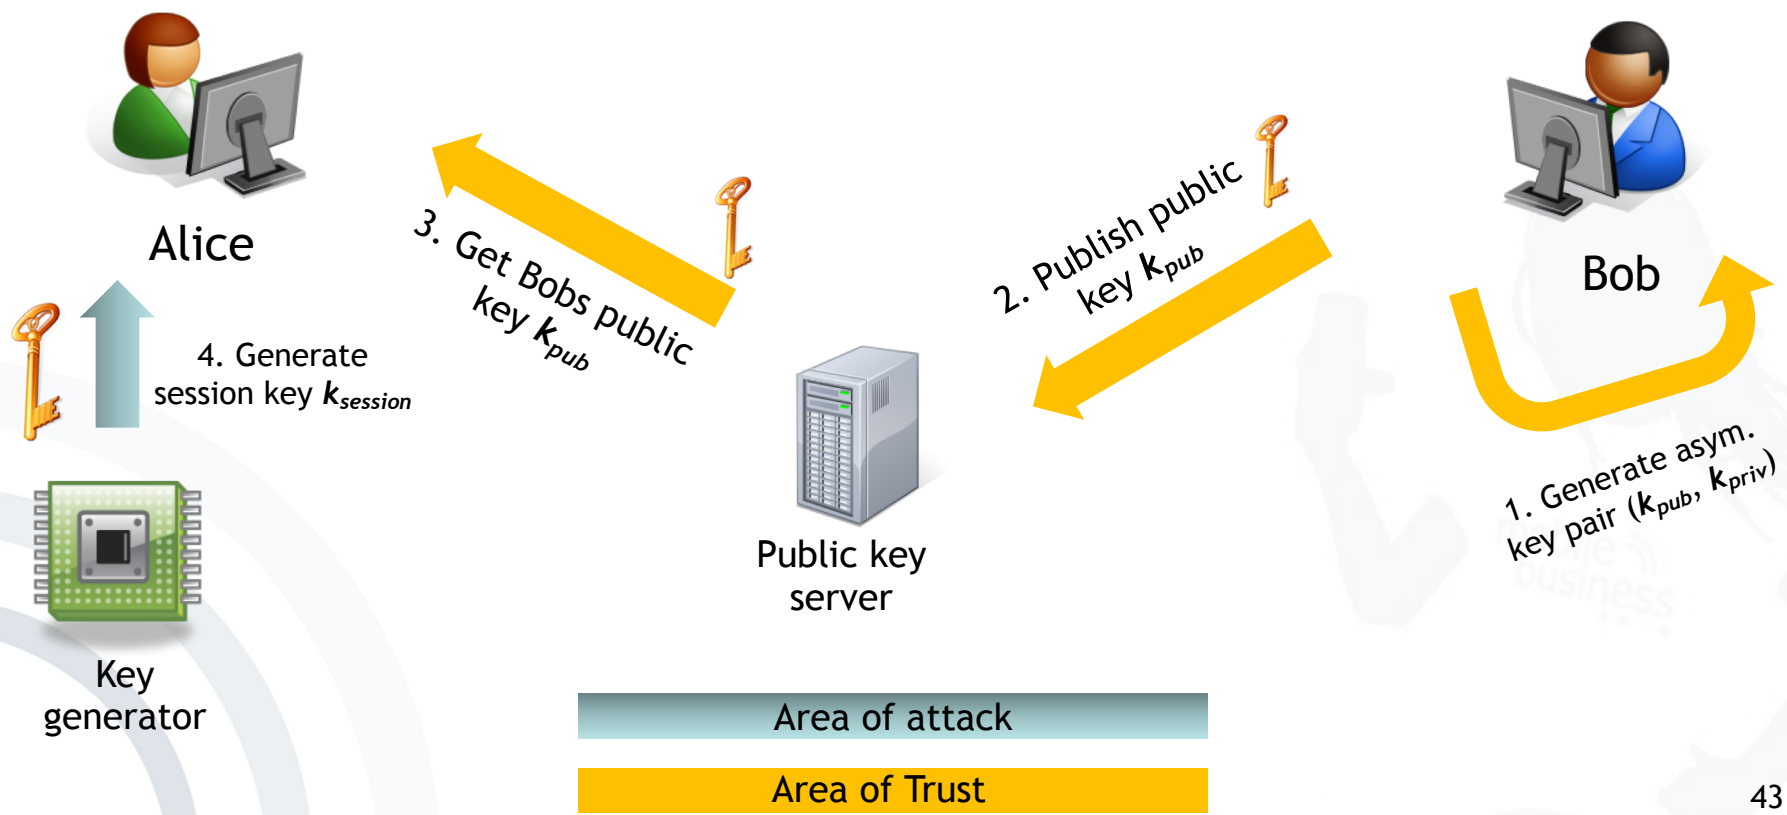 Alice
3. Get Bobs public
key kpub
2. Publish public
key kpub
Bob
4. Generate
session key ksession
1. Generate asym.
key pair (kpub, kpriv)
Public key
server
Key
generator
business
Area of attack
Area of Trust
43